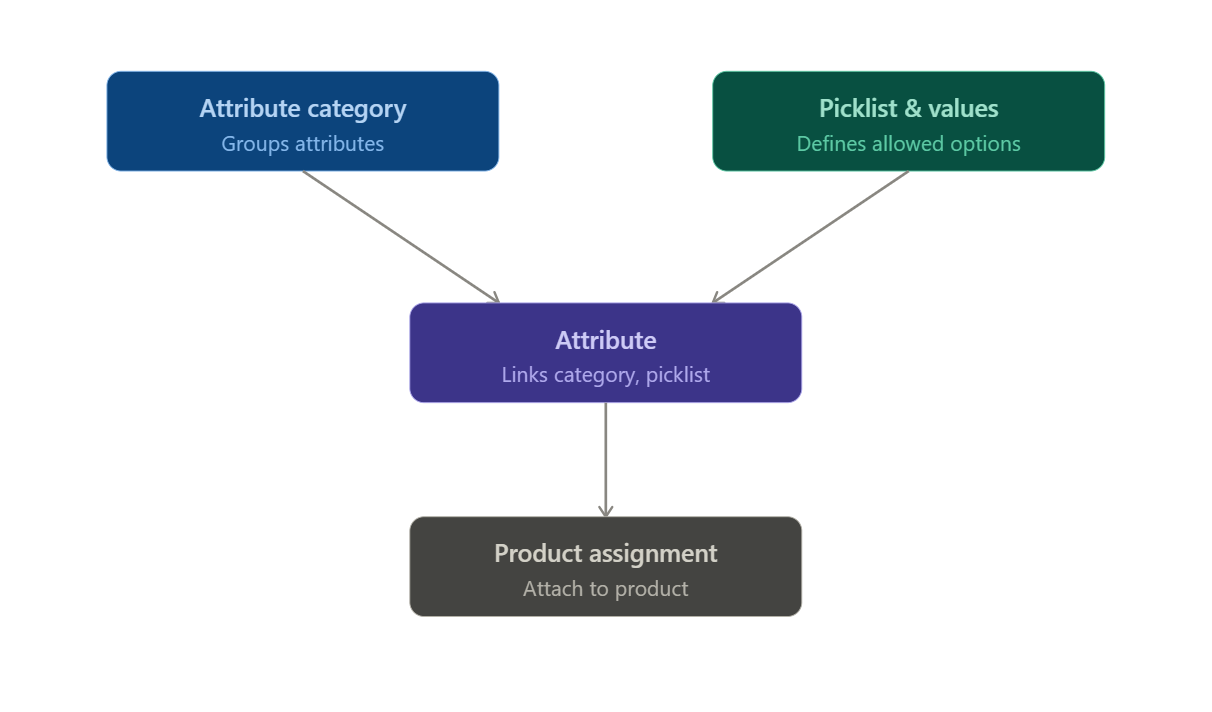 Attribute category
Groups attributes
Picklist & values
Defines allowed options
Attribute
Links category, picklist
Product assignment
Attach to product